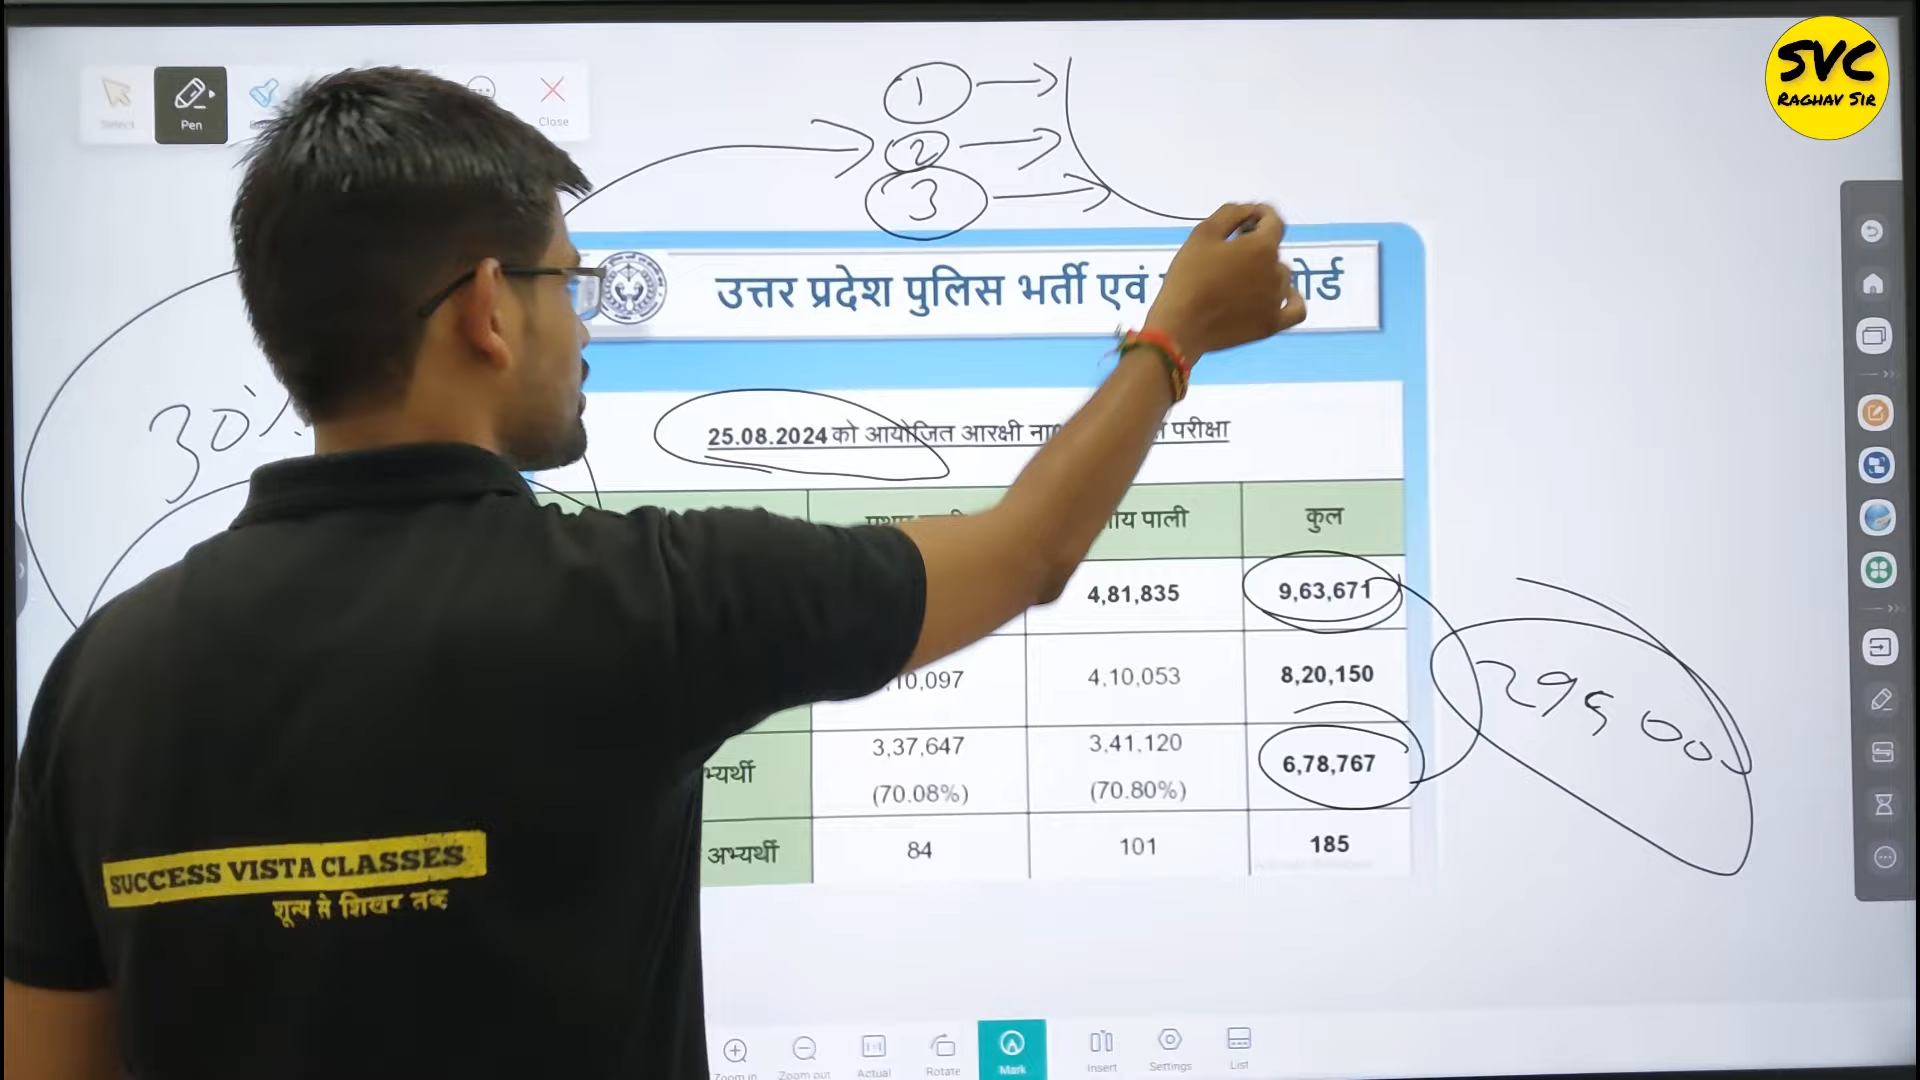 SVC
RAGHAV SIR
Select
Pen
Close
1
2
3
30%
उत्तर प्रदेश पुलिस भर्ती एवं
25.08.2024 को आयोजित आरक्षी परीक्षा
पाली कुल
4,81,835 9,63,671
10,097 4,10,053 8,20,150
3,37,647 3,41,120
(70.08%) (70.80%) 6,78,767
अभ्यर्थी 84 101 185
SUCCESS VISTA CLASSES
शून्य से शिखर तक
Zoom in Zoom out Actual Rotate Mark Insert Settings List